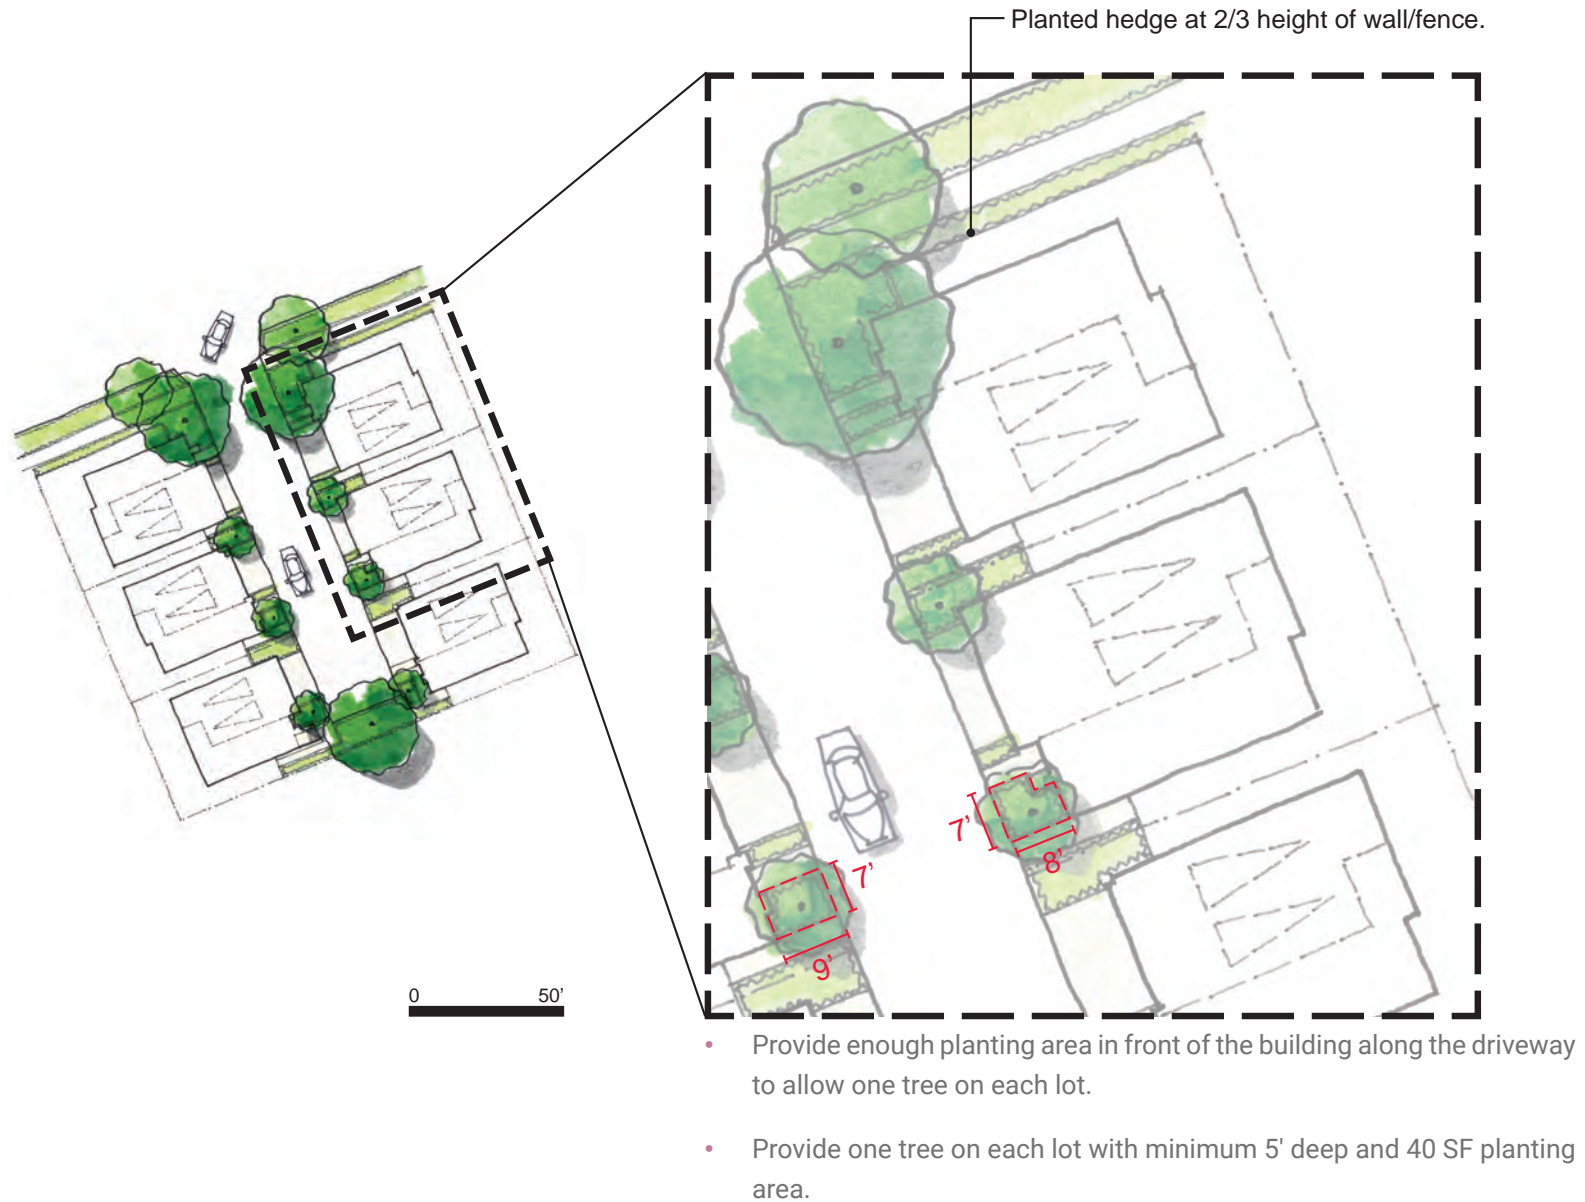 Planted hedge at 2/3 height of wall/fence.
7’
8’
7’
9’
0 50’
• Provide enough planting area in front of the building along the driveway
to allow one tree on each lot.
• Provide one tree on each lot with minimum 5' deep and 40 SF planting
area.